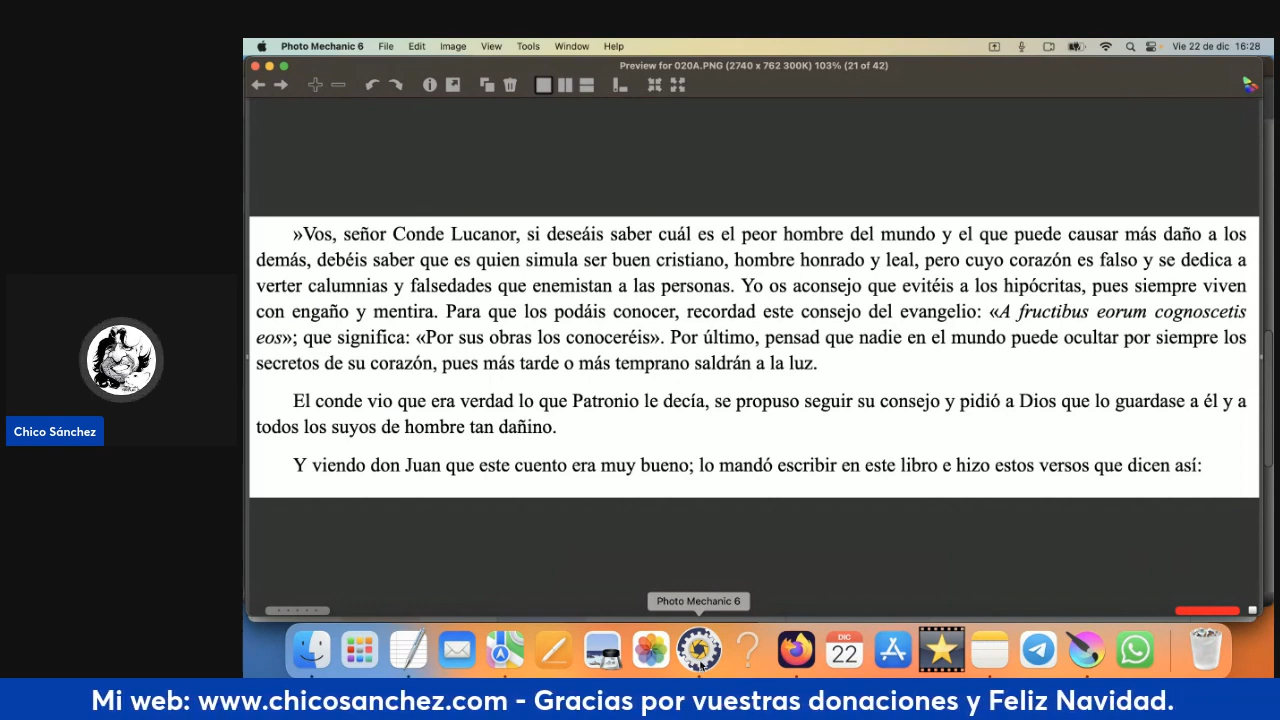 Photo Mechanic 6 File Edit Image View Tools Window Help Vie 22 de dic 16:28
Preview for 020A.PNG (2740 x 762 300K) 103% (21 of 42)
»Vos, señor Conde Lucanor, si deseáis saber cuál es el peor hombre del mundo y el que puede causar más daño a los
demás, debéis saber que es quien simula ser buen cristiano, hombre honrado y leal, pero cuyo corazón es falso y se dedica a
verter calumnias y falsedades que enemistan a las personas. Yo os aconsejo que evitéis a los hipócritas, pues siempre viven
con engaño y mentira. Para que los podáis conocer, recordad este consejo del evangelio: «A fructibus eorum cognoscetis
eos»; que significa: «Por sus obras los conoceréis». Por último, pensad que nadie en el mundo puede ocultar por siempre los
secretos de su corazón, pues más tarde o más temprano saldrán a la luz.
El conde vio que era verdad lo que Patronio le decía, se propuso seguir su consejo y pidió a Dios que lo guardase a él y a
todos los suyos de hombre tan dañino.
Y viendo don Juan que este cuento era muy bueno; lo mandó escribir en este libro e hizo estos versos que dicen así:
Chico Sánchez
Photo Mechanic 6
DIC
22
Mi web: www.chicosanchez.com - Gracias por vuestras donaciones y Feliz Navidad.